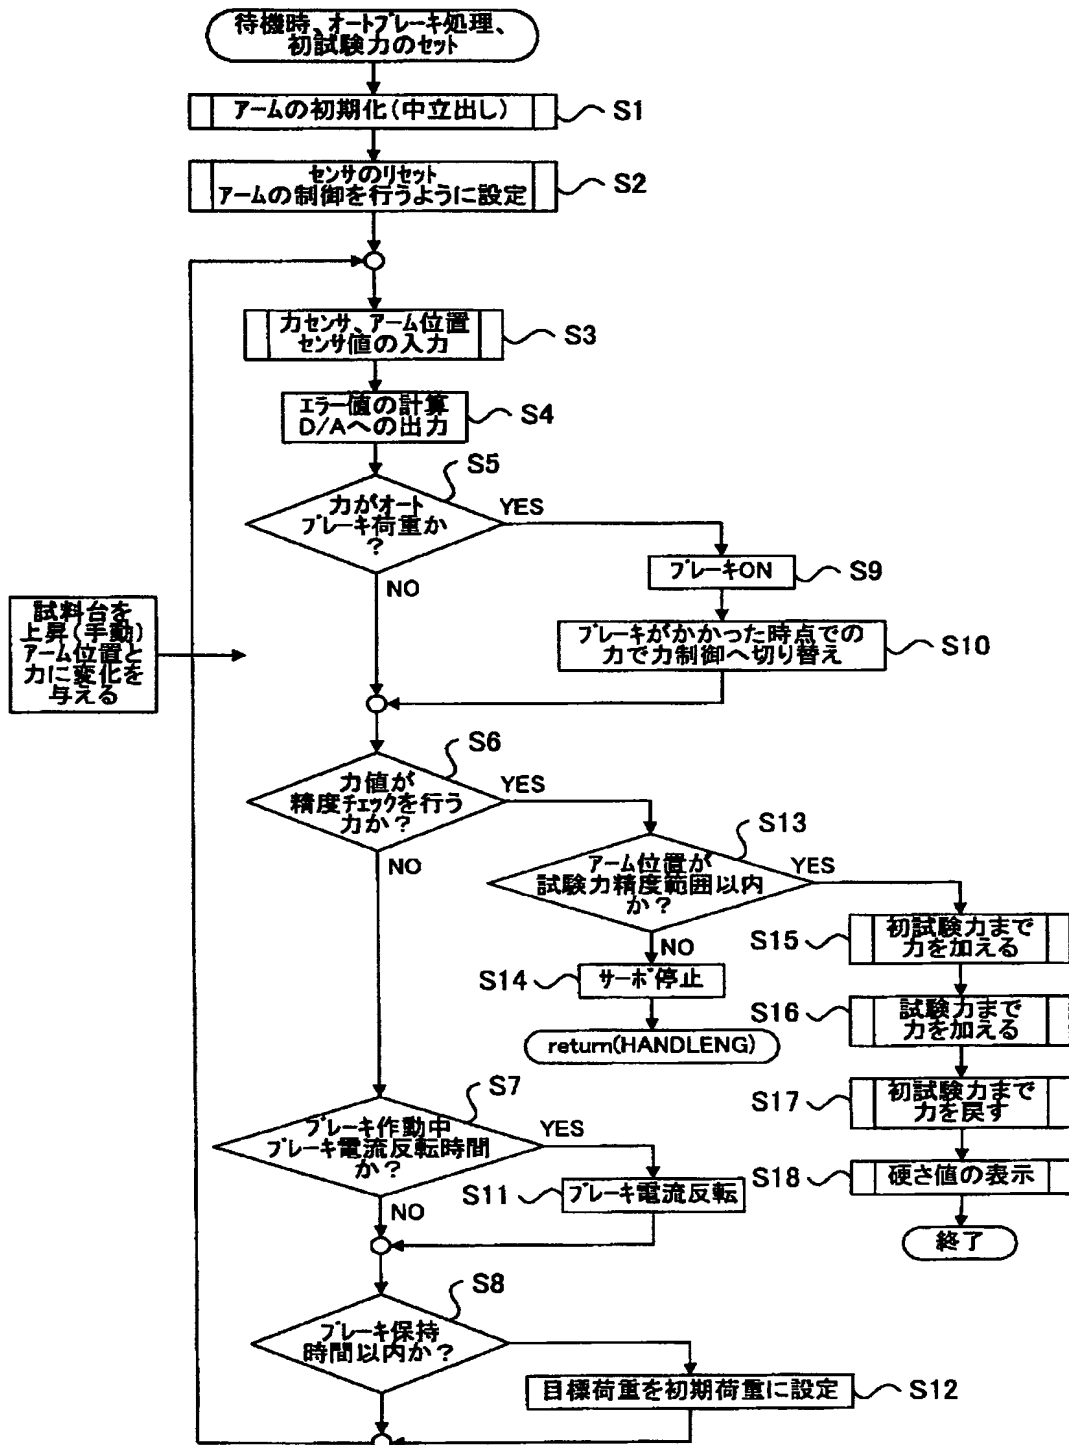 待機時、オートブレーキ処理、
初試験力のセット
アームの初期化(中立出し)
S1
センサのリセット
アームの制御を行うように設定
S2
力センサ、アーム位置
センサ値の入力
S3
エラー値の計算
D/Aへの出力
S4
S5
力がオート
ブレーキ荷重か
?
YES
NO
ブレーキON
S9
ブレーキがかかった時点での
力で力制御へ切り替え
S10
試料台を
上昇(手動)
アーム位置と
力に変化を
与える
S6
力値が
精度チェックを行う
力か?
YES
NO
S13
アーム位置が
試験力精度範囲以内
か?
YES
NO
S14
サーボ停止
return(HANDLENG)
S15
初試験力まで
力を加える
S16
試験力まで
力を加える
S17
初試験力まで
力を戻す
S18
硬さ値の表示
終了
S7
ブレーキ作動中
ブレーキ電流反転時間
か?
YES
NO
S11
ブレーキ電流反転
S8
ブレーキ保持
時間以内か?
目標荷重を初期荷重に設定
S12